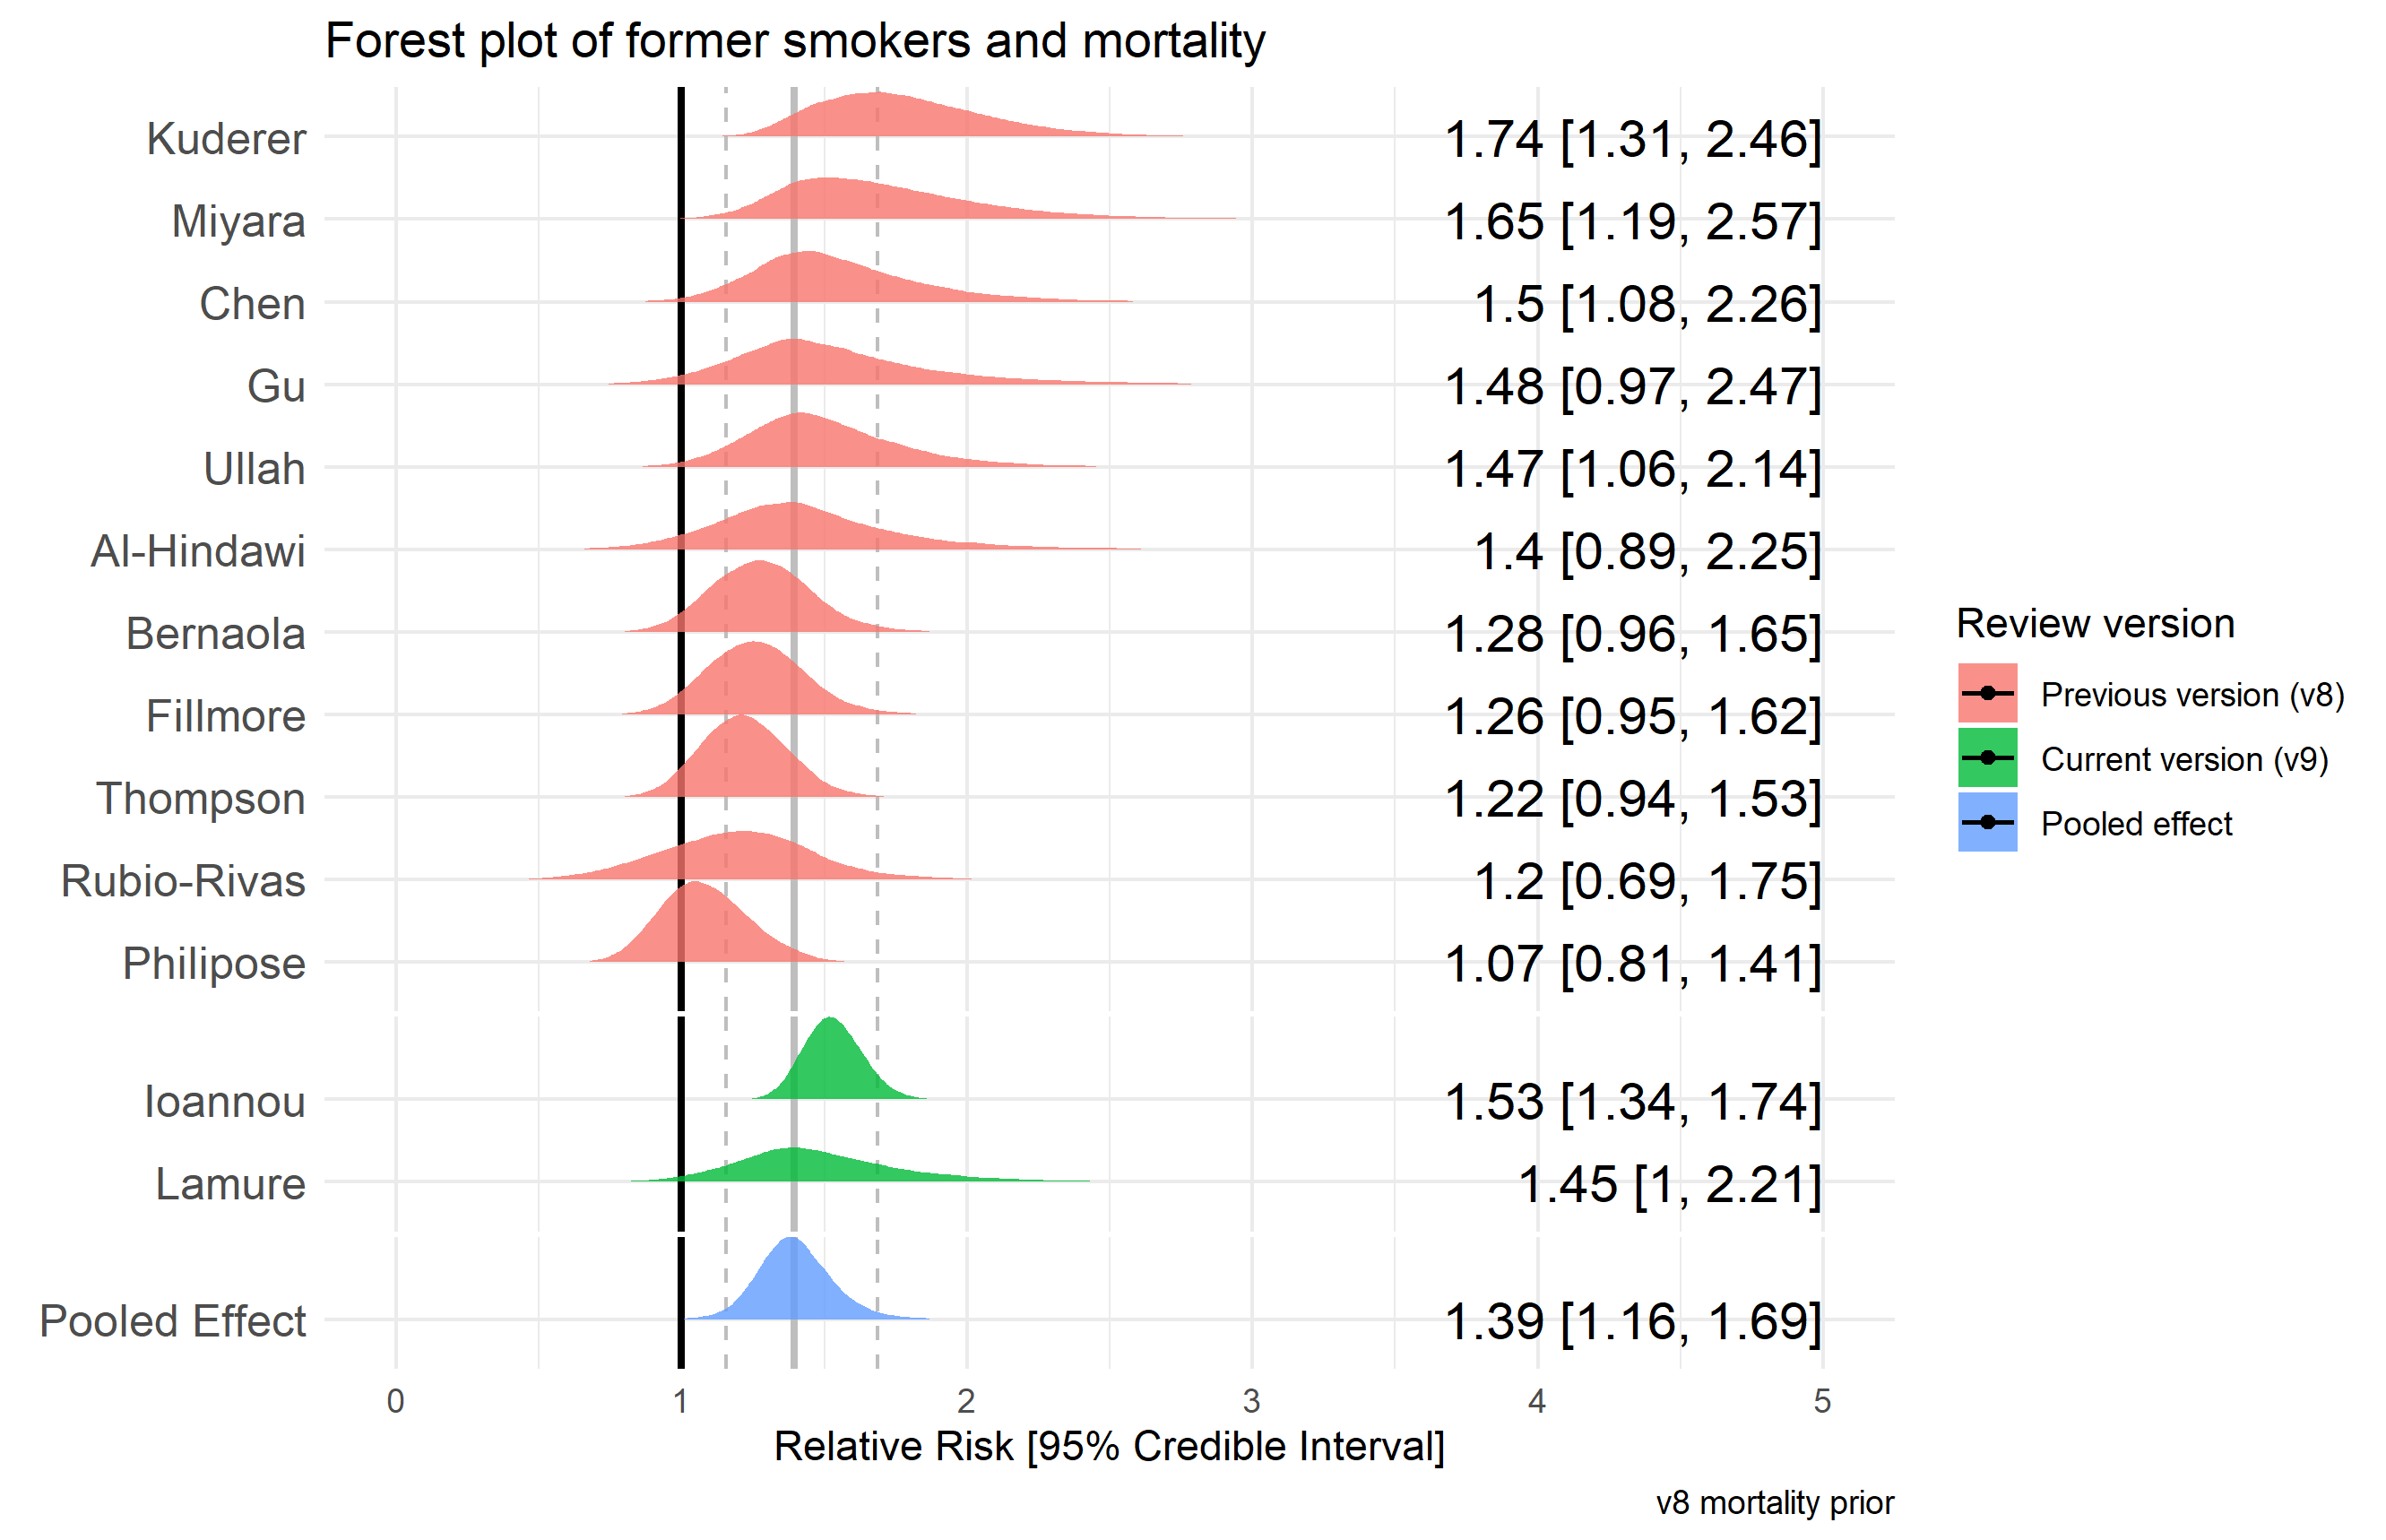 Forest plot of former smokers and mortality
Kuderer 1.74 [1.31, 2.46]
Miyara 1.65 [1.19, 2.57]
Chen 1.5 [1.08, 2.26]
Gu 1.48 [0.97, 2.47]
Ullah 1.47 [1.06, 2.14]
Al-Hindawi 1.4 [0.89, 2.25]
Bernaola 1.28 [0.96, 1.65]
Fillmore 1.26 [0.95, 1.62]
Thompson 1.22 [0.94, 1.53]
Rubio-Rivas 1.2 [0.69, 1.75]
Philipose 1.07 [0.81, 1.41]
Ioannou 1.53 [1.34, 1.74]
Lamure 1.45 [1, 2.21]
Pooled Effect 1.39 [1.16, 1.69]
0 1 2 3 4 5
Relative Risk [95% Credible Interval]
v8 mortality prior
Review version
Previous version (v8)
Current version (v9)
Pooled effect